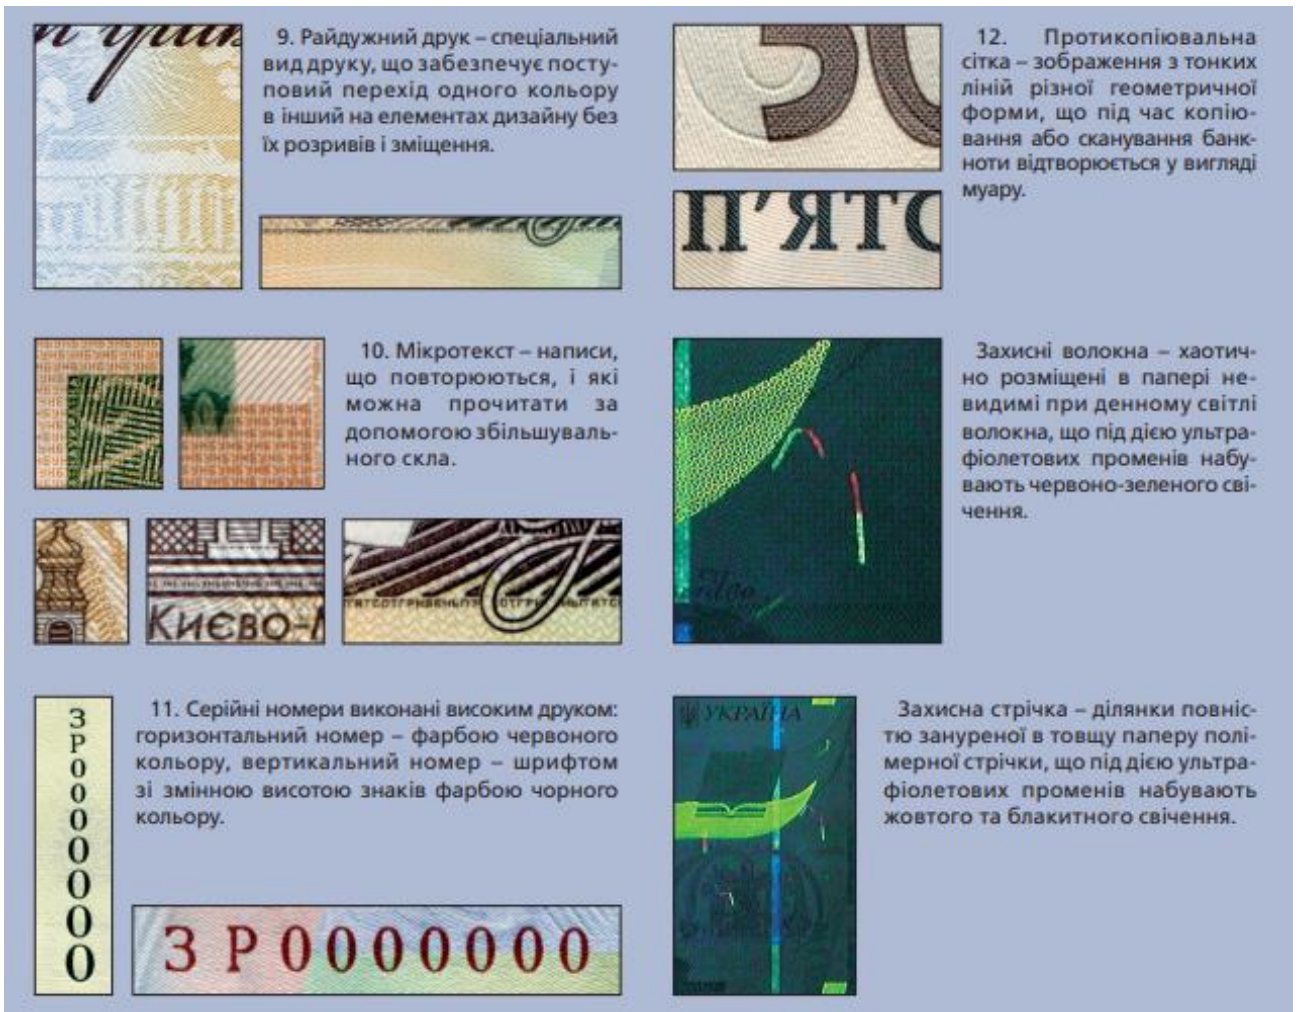 9. Райдужний друк – спеціальний
вид друку, що забезпечує посту-
повий перехід одного кольору
в інший на елементах дизайну без
їх розривів і зміщення.
10. Мікротекст – написи,
що повторюються, і які
можна прочитати за
допомогою збільшуваль-
ного скла.
КИЄВО-
11. Серійні номери виконані високим друком:
горизонтальний номер – фарбою червоного
кольору, вертикальний номер – шрифтом
зі змінною висотою знаків фарбою чорного
кольору.
ЗР0000000
ЗР0000000
12. Протикопіювальна
сітка – зображення з тонких
ліній різної геометричної
форми, що під час копію-
вання або сканування банк-
ноти відтворюється у вигляді
муару.
50
П’ЯТС
Захисні волокна – хаотич-
но розміщені в папері не-
видимі при денному світлі
волокна, що під дією ультра-
фіолетових променів набу-
вають червоно-зеленого сві-
чення.
УКРАЇНА
Захисна стрічка – ділянки повніс-
тю зануреної в товщу паперу полі-
мерної стрічки, що під дією ультра-
фіолетових променів набувають
жовтого та блакитного свічення.